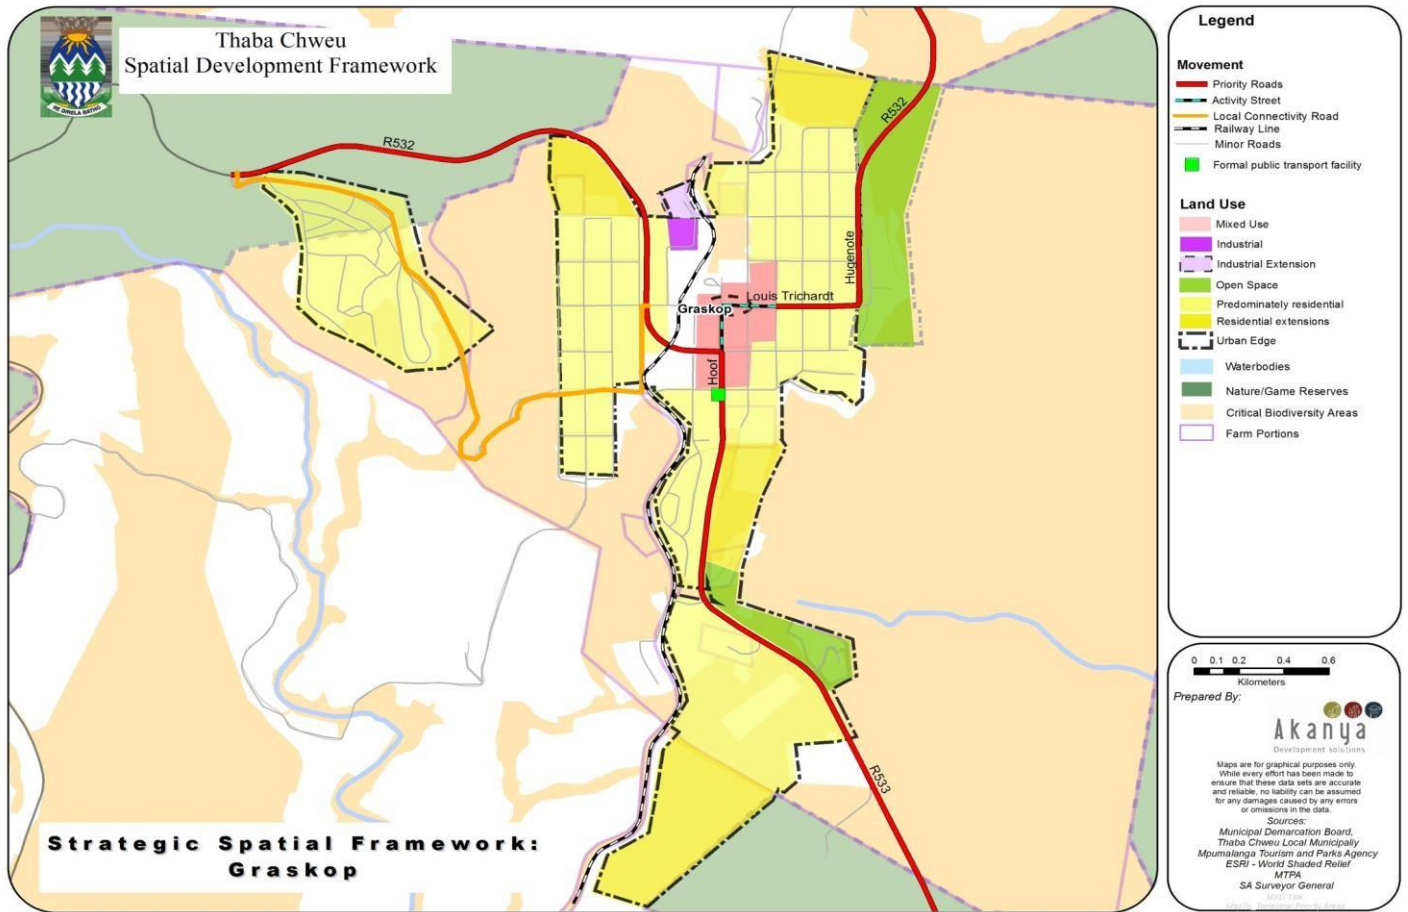 Thaba Chweu
Spatial Development Framework
RE DIRELA BATHO
R532
R532
Hugenote
Louis Trichardt
Graskop
Hoof
R533
Strategic Spatial Framework:
Graskop
Legend
Movement
Priority Roads
Activity Street
Local Connectivity Road
Railway Line
Minor Roads
Formal public transport facility
Land Use
Mixed Use
Industrial
Industrial Extension
Open Space
Predominately residential
Residential extensions
Urban Edge
Waterbodies
Nature/Game Reserves
Critical Biodiversity Areas
Farm Portions
0 0.1 0.2 0.4 0.6
Kilometers
Prepared By:
Akanya
Development solutions
Maps are for graphical purposes only.
While every effort has been made to
ensure that these data sets are accurate
and reliable, no liability can be assumed
for any damages caused by any errors
or omissions in the data.
Sources:
Municipal Demarcation Board,
Thaba Chweu Local Municipaliy
Mpumalanga Tourism and Parks Agency
ESRI - World Shaded Relief
MTPA
SA Surveyor General
MXD Title: